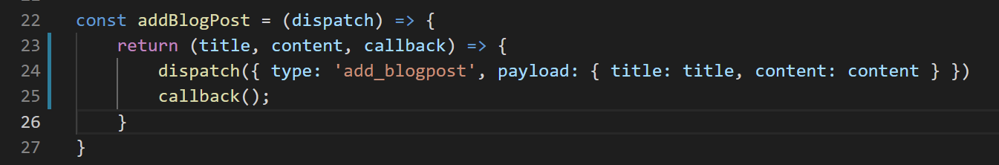 22 const addBlogPost = (dispatch) => {
23     return (title, content, callback) => {
24         dispatch({ type: 'add_blogpost', payload: { title: title, content: content } })
25         callback();
26     }
27 }